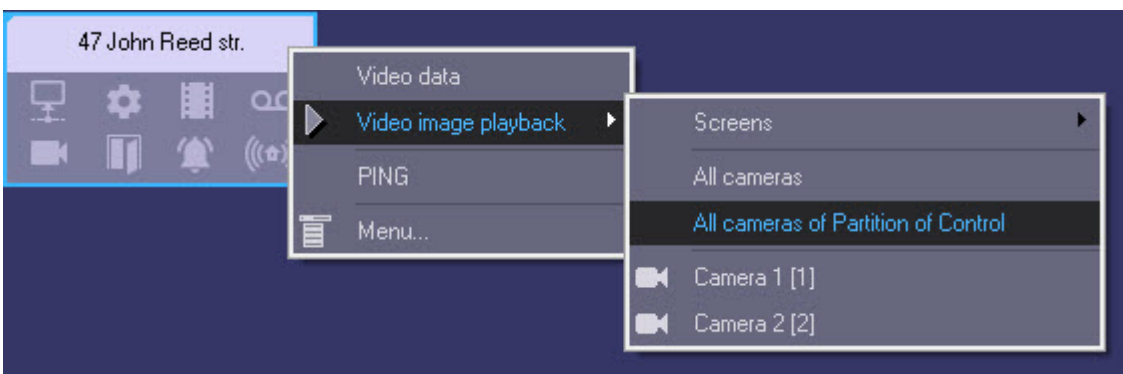 47 John Reed str.
Video data
Video image playback
PING
Menu...
Screens
All cameras
All cameras of Partition of Control
Camera 1 [1]
Camera 2 [2]